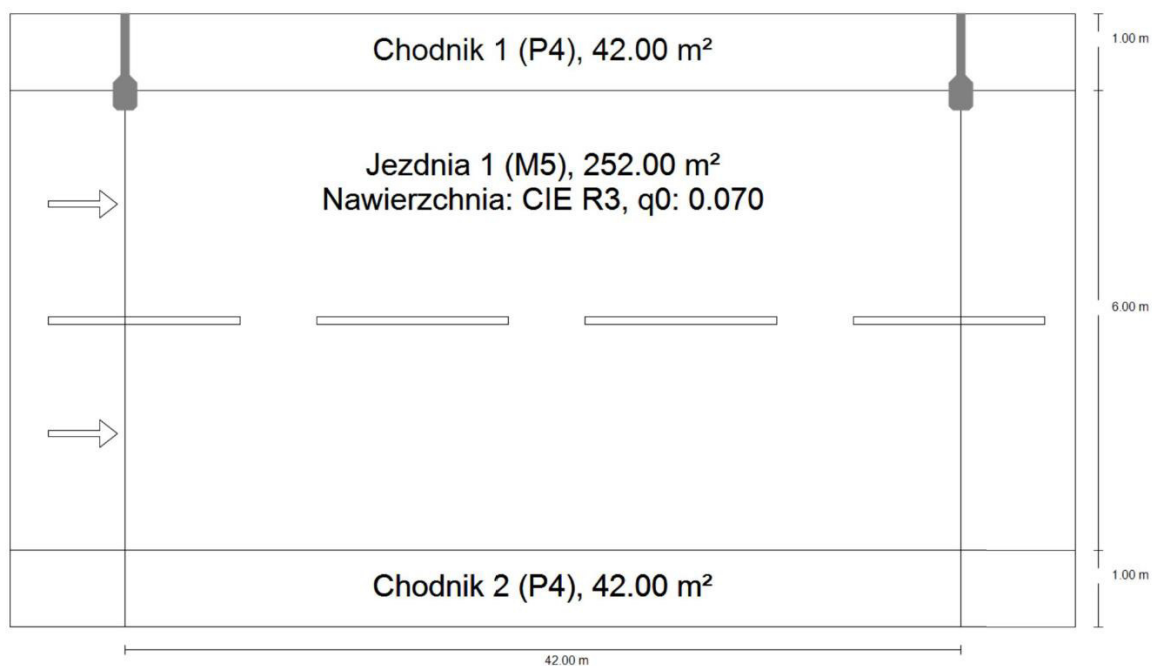 Chodnik 1 (P4), 42.00 m²
1.00 m
Jezdnia 1 (M5), 252.00 m²
Nawierzchnia: CIE R3, q0: 0.070
6.00 m
Chodnik 2 (P4), 42.00 m²
1.00 m
42.00 m